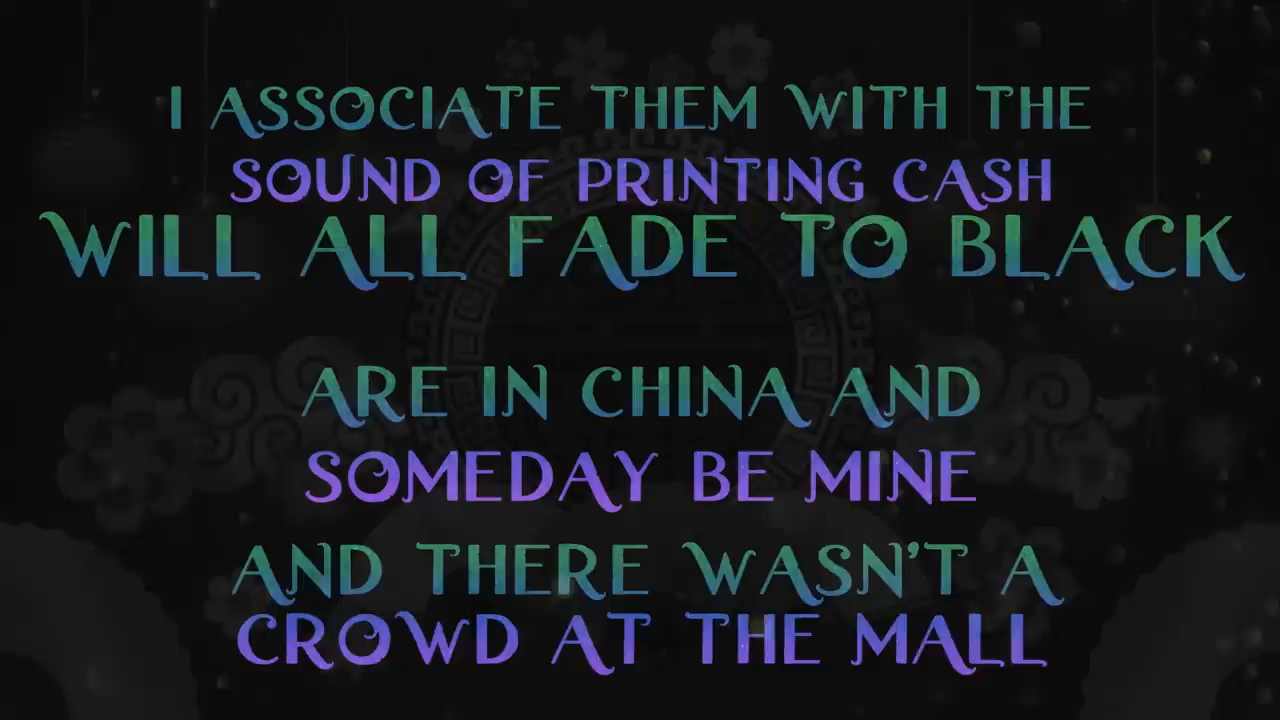 I ASSOCIATE THEM WITH THE
SOUND OF PRINTING CASH
WILL ALL FADE TO BLACK
ARE IN CHINA AND
SOMEDAY BE MINE
AND THERE WASN'T A
CROWD AT THE MALL